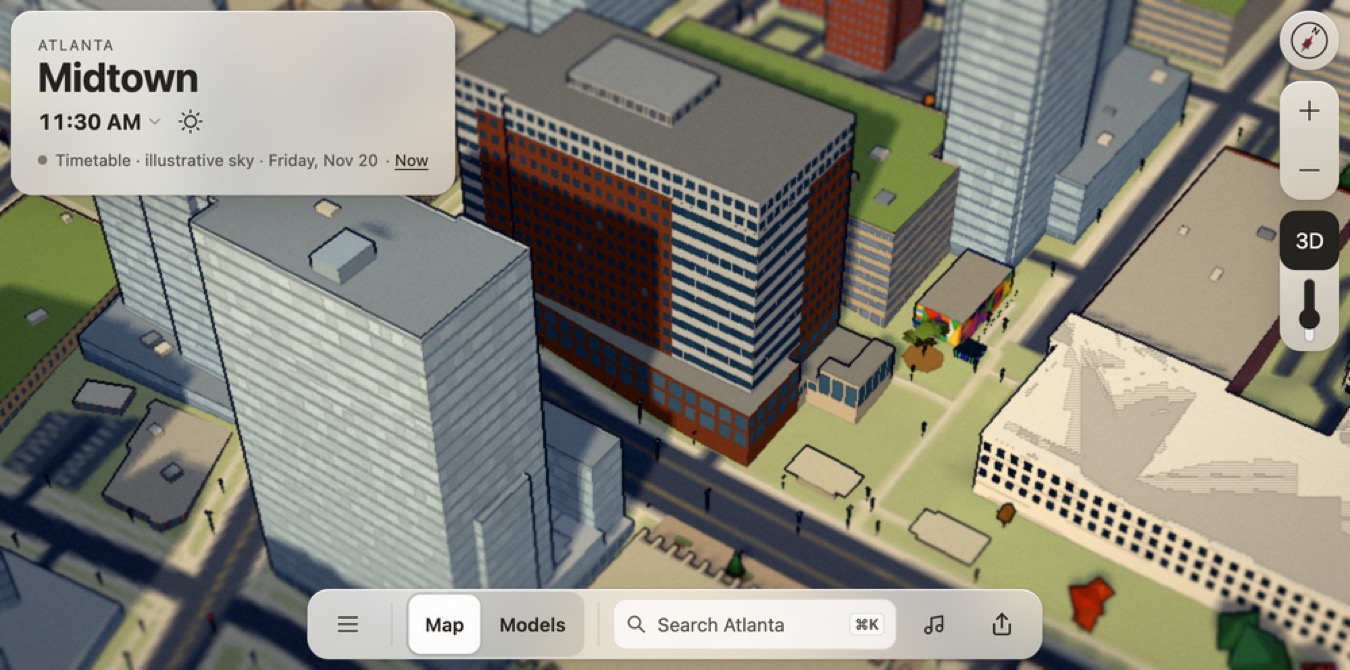 ATLANTA
Midtown
11:30 AM
Timetable · illustrative sky · Friday, Nov 20 · Now
N
3D
Map Models Search Atlanta ⌘K